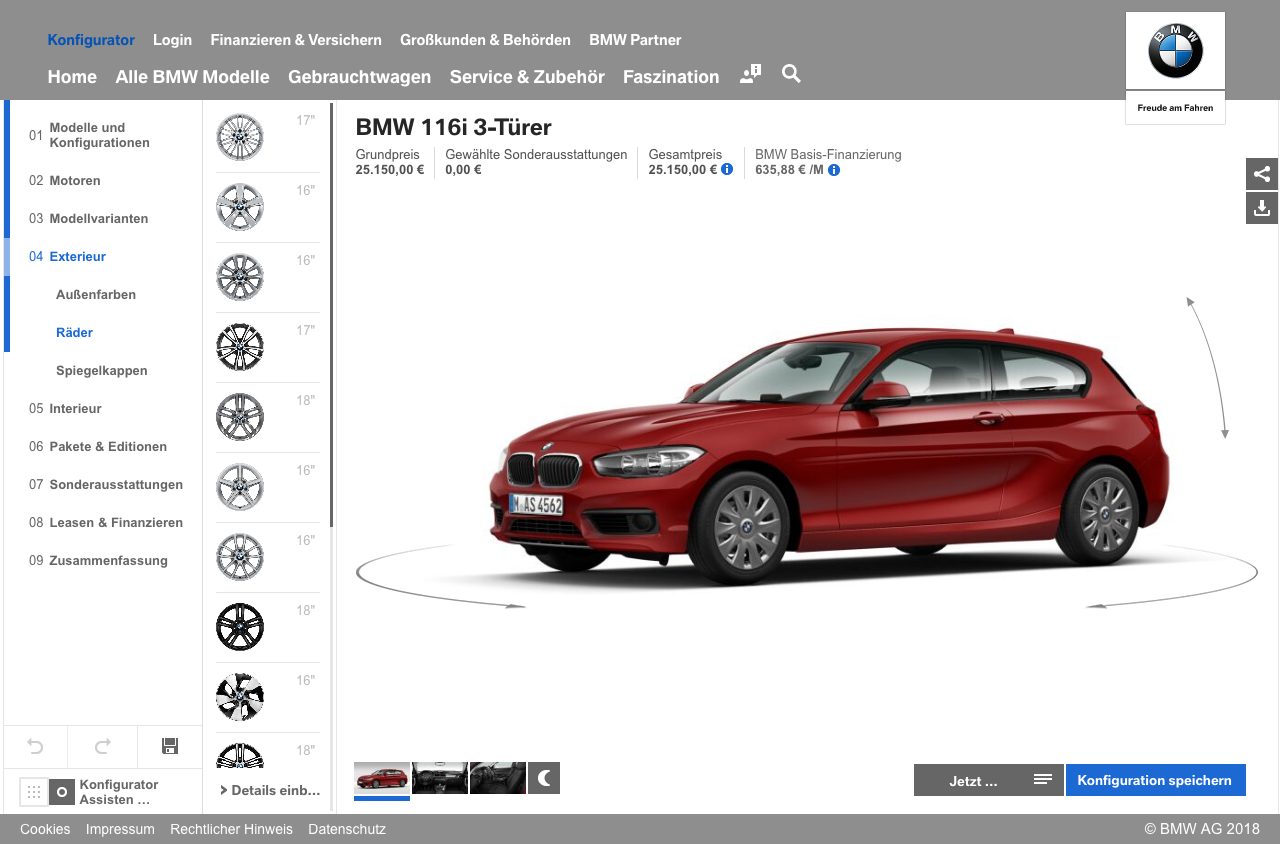 Konfigurator Login Finanzieren & Versichern Großkunden & Behörden BMW Partner
Home Alle BMW Modelle Gebrauchtwagen Service & Zubehör Faszination
BMW
Freude am Fahren
01 Modelle und
Konfigurationen
02 Motoren
03 Modellvarianten
04 Exterieur
Außenfarben
Räder
Spiegelkappen
05 Interieur
06 Pakete & Editionen
07 Sonderausstattungen
08 Leasen & Finanzieren
09 Zusammenfassung
Konfigurator
Assisten ...
17"
16"
16"
17"
18"
16"
16"
18"
16"
18"
Details einb...
BMW 116i 3-Türer
Grundpreis
25.150,00 €
Gewählte Sonderausstattungen
0,00 €
Gesamtpreis
25.150,00 €
BMW Basis-Finanzierung
635,88 € /M
M AS 4562
Jetzt ...
Konfiguration speichern
Cookies Impressum Rechtlicher Hinweis Datenschutz
© BMW AG 2018